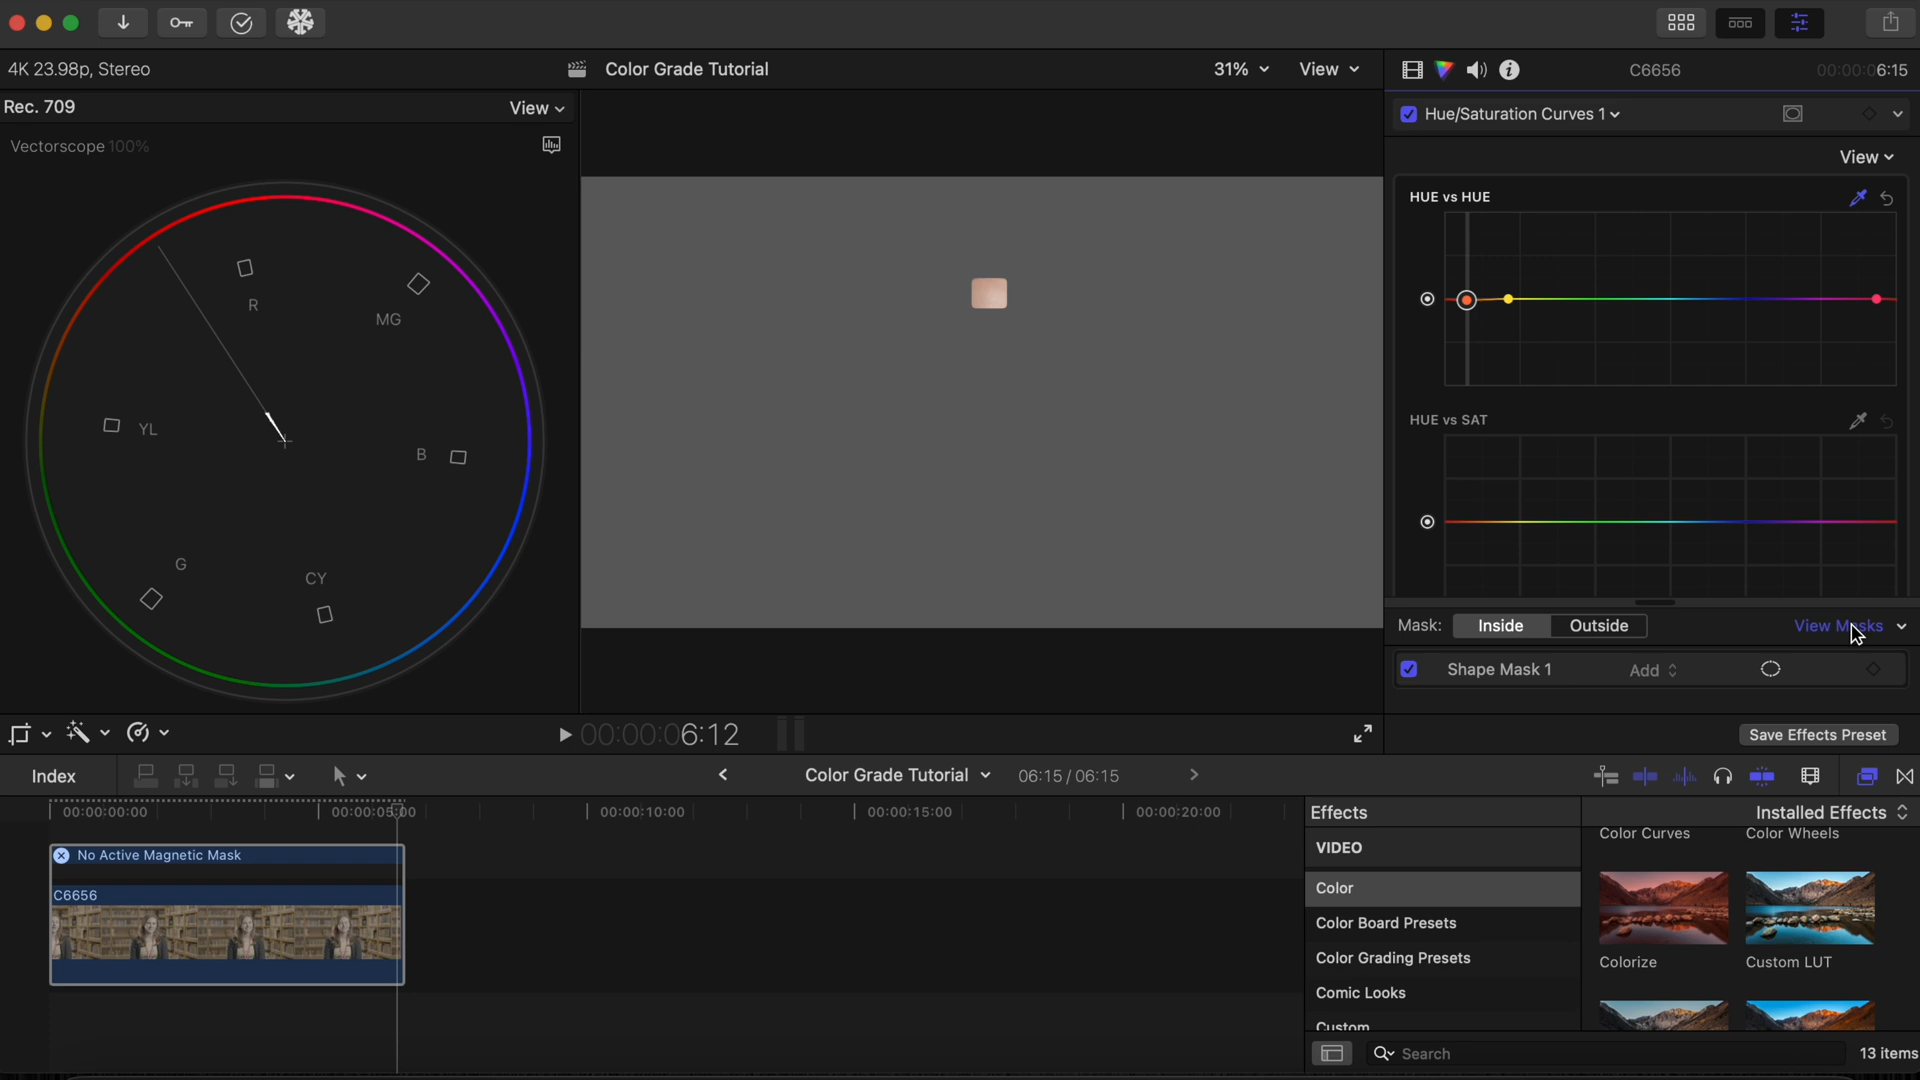 4K 23.98p, Stereo
Color Grade Tutorial
31%
View
C6656
00:00:06:15
Rec. 709
View
Hue/Saturation Curves 1
Vectorscope 100%
View
HUE vs HUE
R
MG
YL
B
G
CY
HUE vs SAT
Mask:
Inside
Outside
View Masks
Shape Mask 1
Add
00:00:06:12
Save Effects Preset
Index
Color Grade Tutorial
06:15 / 06:15
00:00:00:00
00:00:05:00
00:00:10:00
00:00:15:00
00:00:20:00
Effects
Installed Effects
Color Curves
Color Wheels
VIDEO
No Active Magnetic Mask
Color
C6656
Color Board Presets
Color Grading Presets
Colorize
Custom LUT
Comic Looks
Custom
Search
13 items